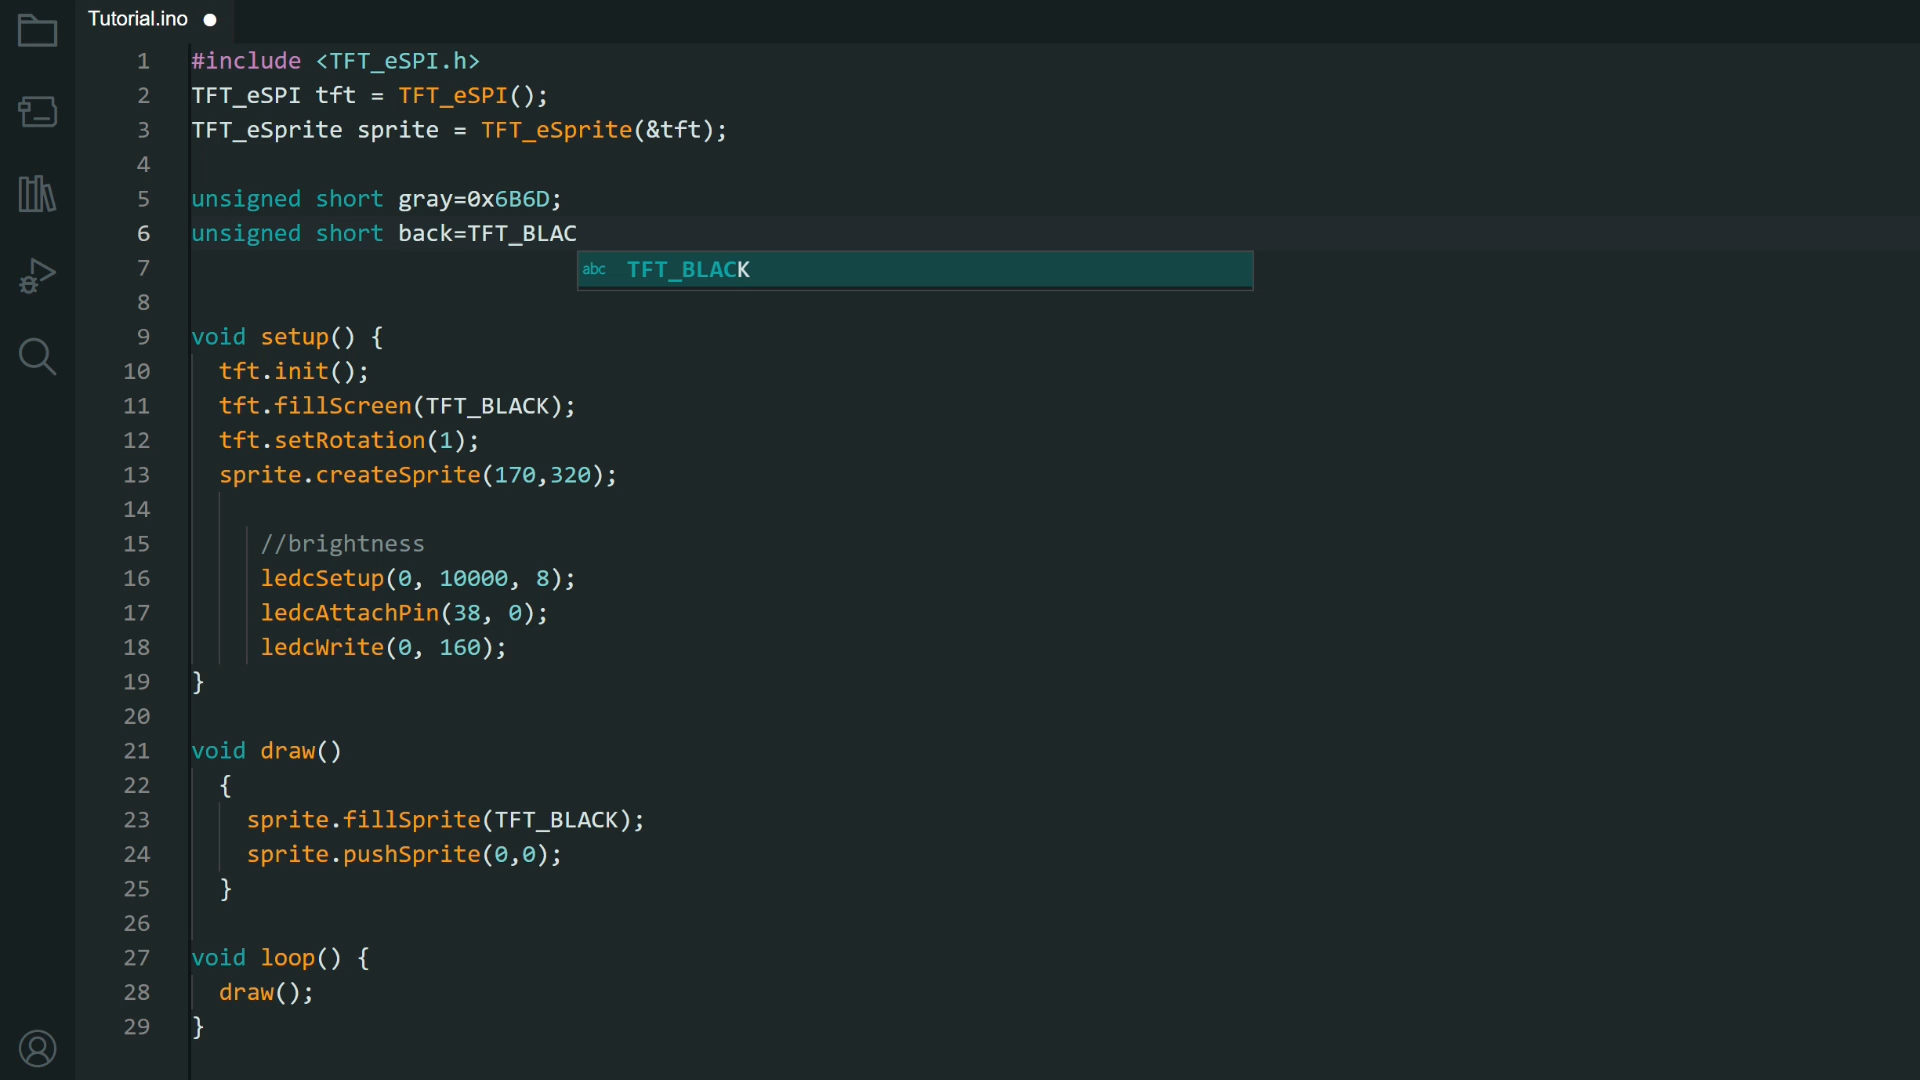 Tutorial.ino
1 #include <TFT_eSPI.h>
2 TFT_eSPI tft = TFT_eSPI();
3 TFT_eSprite sprite = TFT_eSprite(&tft);
4
5 unsigned short gray=0x6B6D;
6 unsigned short back=TFT_BLAC
7 abc TFT_BLACK
8
9 void setup() {
10 tft.init();
11 tft.fillScreen(TFT_BLACK);
12 tft.setRotation(1);
13 sprite.createSprite(170,320);
14
15 //brightness
16 ledcSetup(0, 10000, 8);
17 ledcAttachPin(38, 0);
18 ledcWrite(0, 160);
19 }
20
21 void draw()
22 {
23 sprite.fillSprite(TFT_BLACK);
24 sprite.pushSprite(0,0);
25 }
26
27 void loop() {
28 draw();
29 }